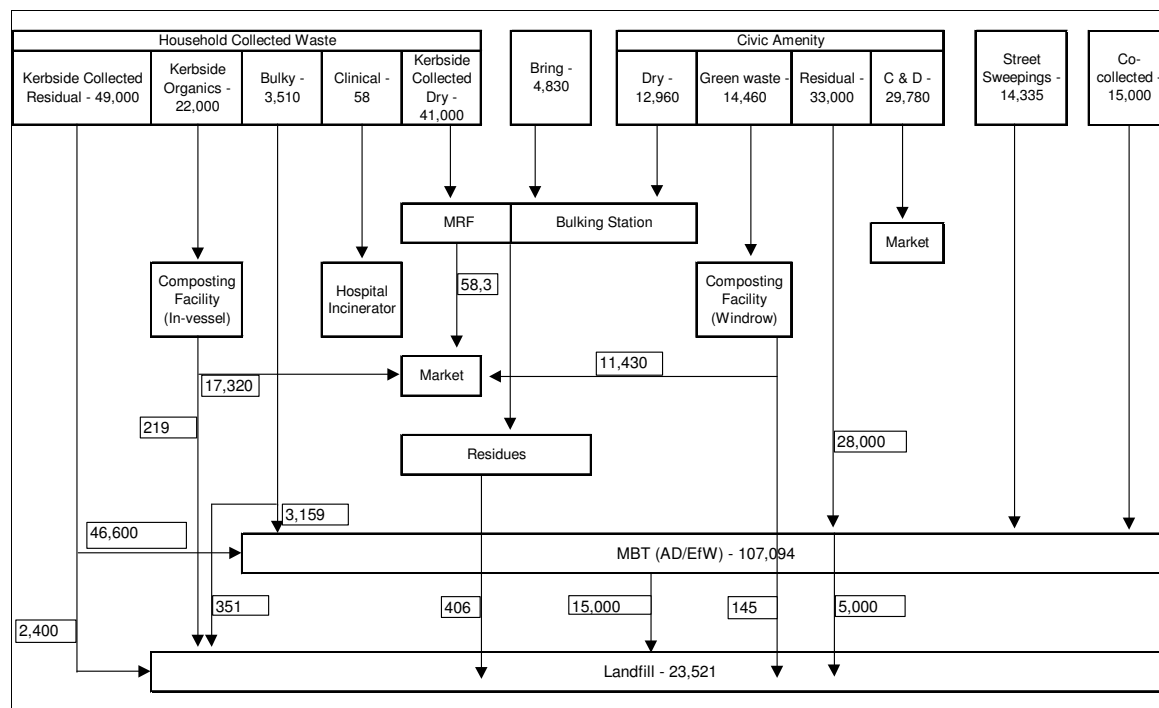 Household Collected Waste
Civic Amenity
Kerbside Collected
Residual - 49,000
Kerbside
Organics -
22,000
Bulky -
3,510
Clinical -
58
Kerbside
Collected
Dry -
41,000
Bring -
4,830
Dry -
12,960
Green waste -
14,460
Residual -
33,000
C & D -
29,780
Street
Sweepings -
14,335
Co-
collected -
15,000
MRF
Bulking Station
Market
Composting
Facility
(In-vessel)
Hospital
Incinerator
58,3
Composting
Facility
(Windrow)
Market
11,430
17,320
219
Residues
28,000
3,159
46,600
MBT (AD/EfW) - 107,094
351
406
15,000
145
5,000
2,400
Landfill - 23,521